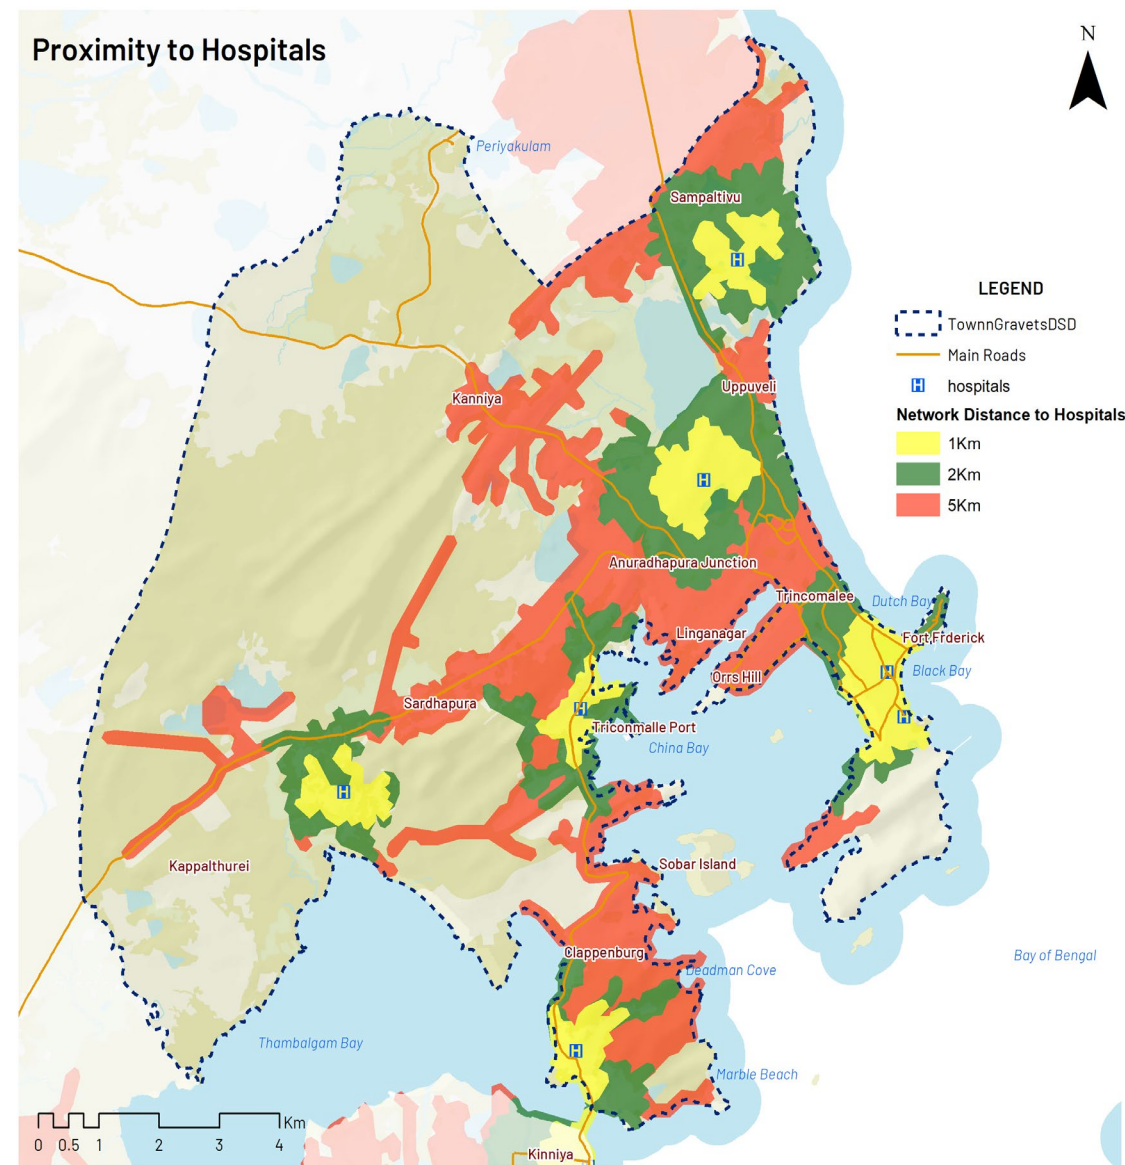 Proximity to Hospitals
N
Periyakulam
Sampaltivu
LEGEND
TownnGravetsDSD
Main Roads
H hospitals
Network Distance to Hospitals
1Km
2Km
5Km
H
Uppuveli
Kanniya
H
Anuradhapura Junction
Trincomalee
Dutch Bay
Linganagar
Fort Frderick
Orrs Hill
H
Black Bay
Sardhapura
H
H
Triconmalle Port
China Bay
H
Kappalthurei
Sobar Island
Clappenburg
Deadman Cove
Bay of Bengal
Thambalgam Bay
H
Marble Beach
Km
0 0.5 1 2 3 4
Kinniya